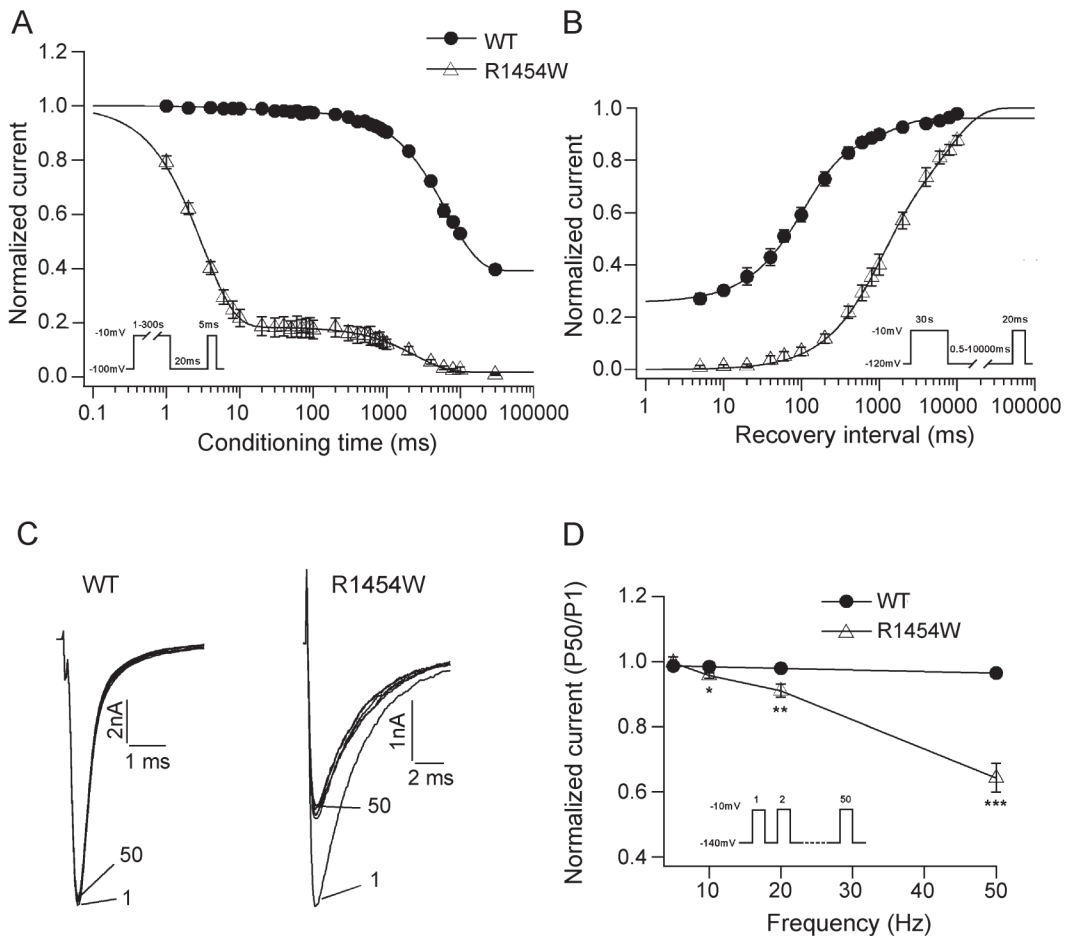 A
WT
R1454W
Normalized current
1.2
1.0
0.8
0.6
0.4
0.2
0.0
-10mV
1-300s
5ms
20ms
-100mV
0.1
1
10
100
1000
10000
100000
Conditioning time (ms)
B
Normalized current
1.0
0.8
0.6
0.4
0.2
0.0
30s
20ms
-10mV
0.5-10000ms
-120mV
1
10
100
1000
10000
100000
Recovery interval (ms)
C
WT
2nA
1 ms
50
1
R1454W
1nA
2 ms
50
1
D
WT
R1454W
Normalized current (P50/P1)
1.2
1.0
0.8
0.6
0.4
*
**
***
-10mV
1
2
50
-140mV
10
20
30
40
50
Frequency (Hz)